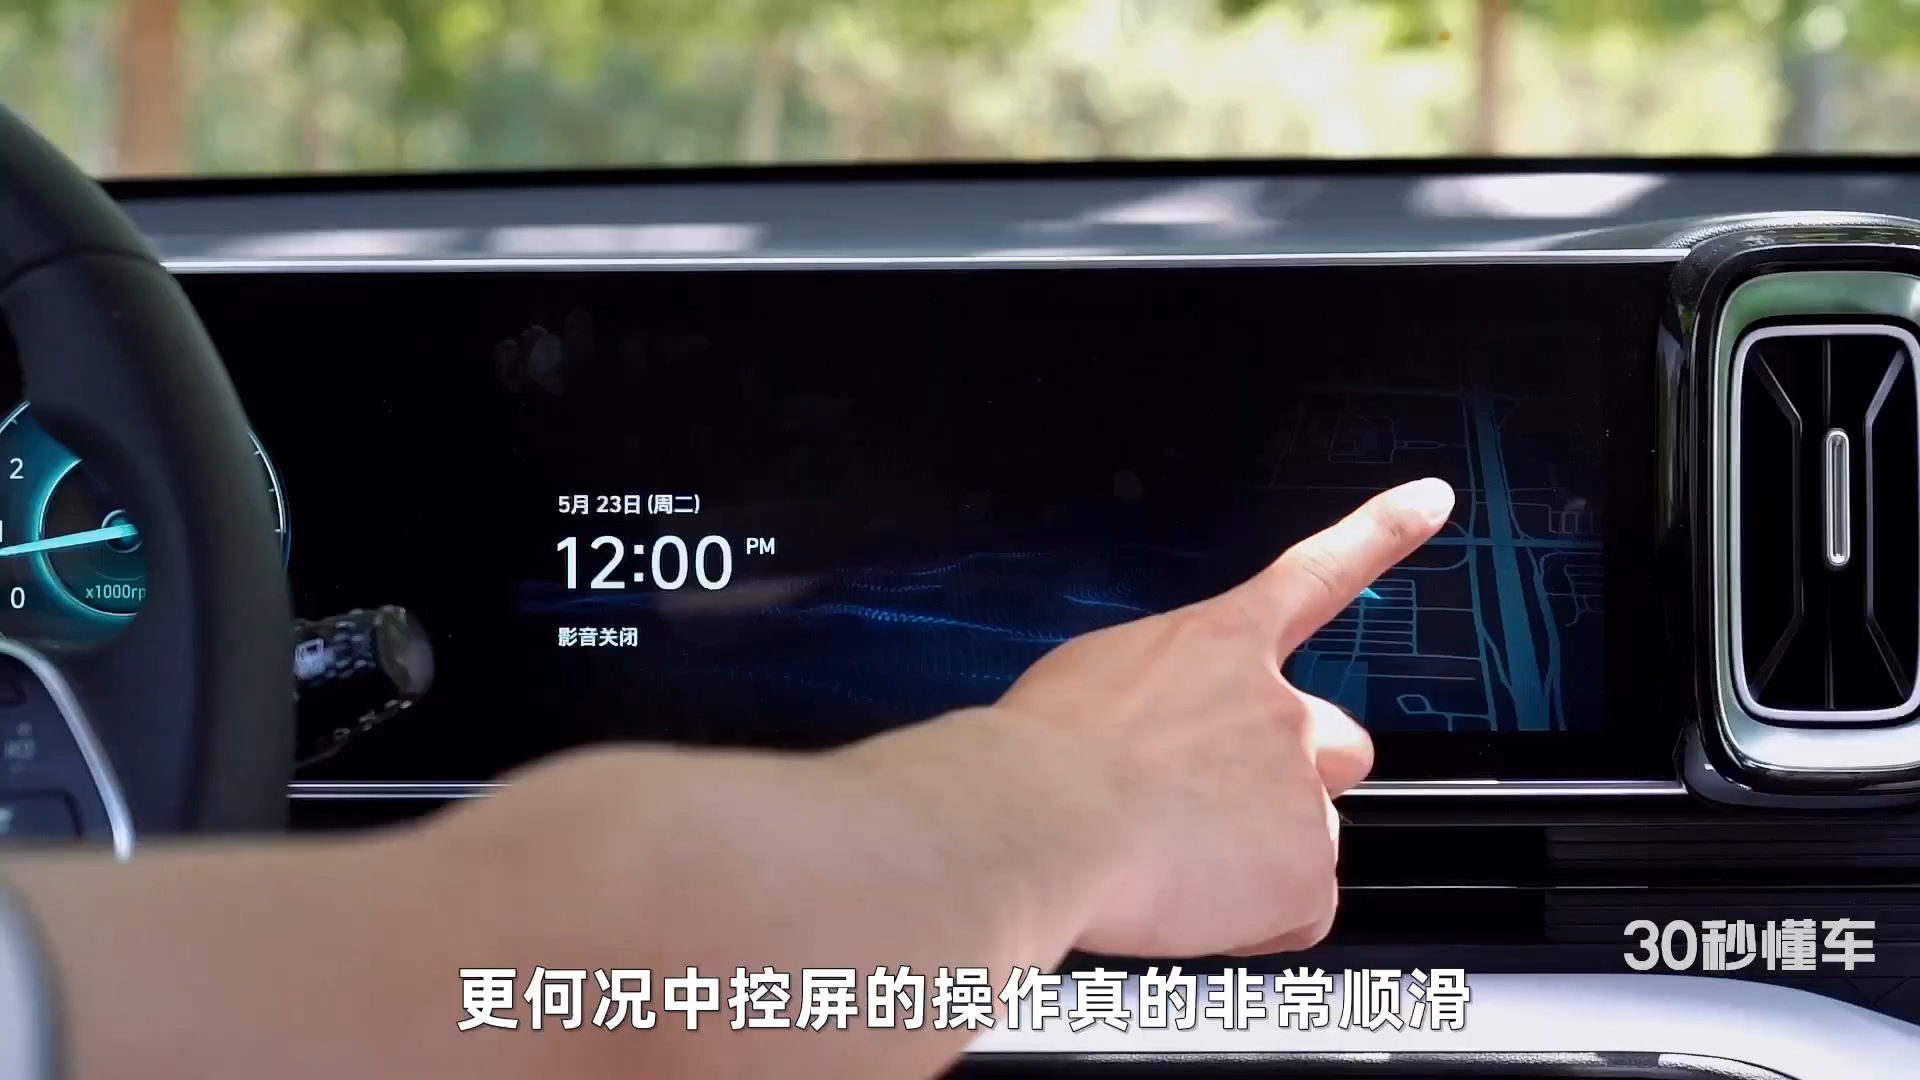 2
1
0
x1000rp
5月 23日 (周二)
12:00 PM
影音关闭
30秒懂车
更何况中控屏的操作真的非常顺滑